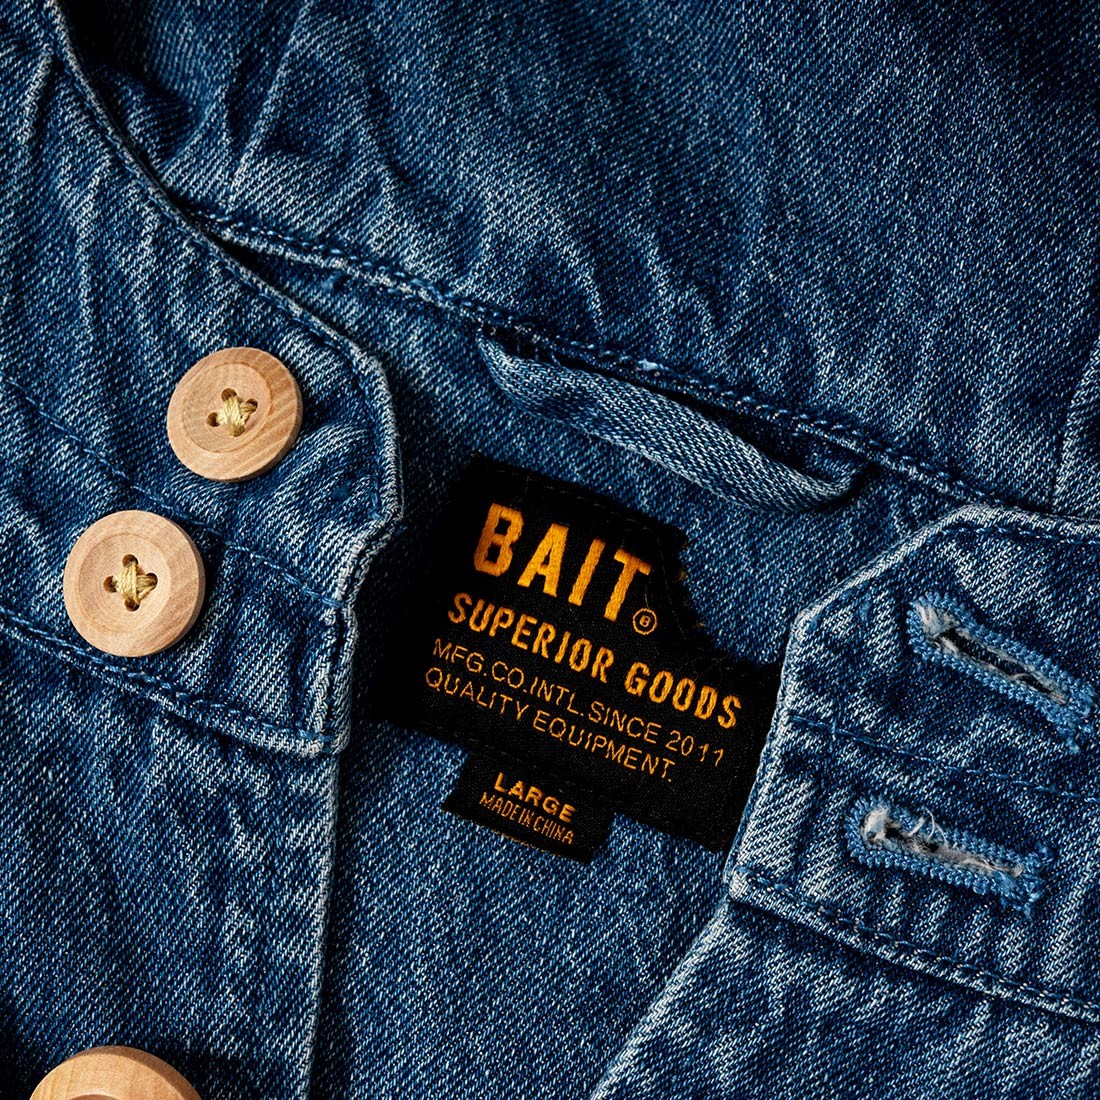 BAIT®
SUPERIOR GOODS
MFG.CO.INTL.SINCE 2011
QUALITY EQUIPMENT.
LARGE
MADE IN CHINA